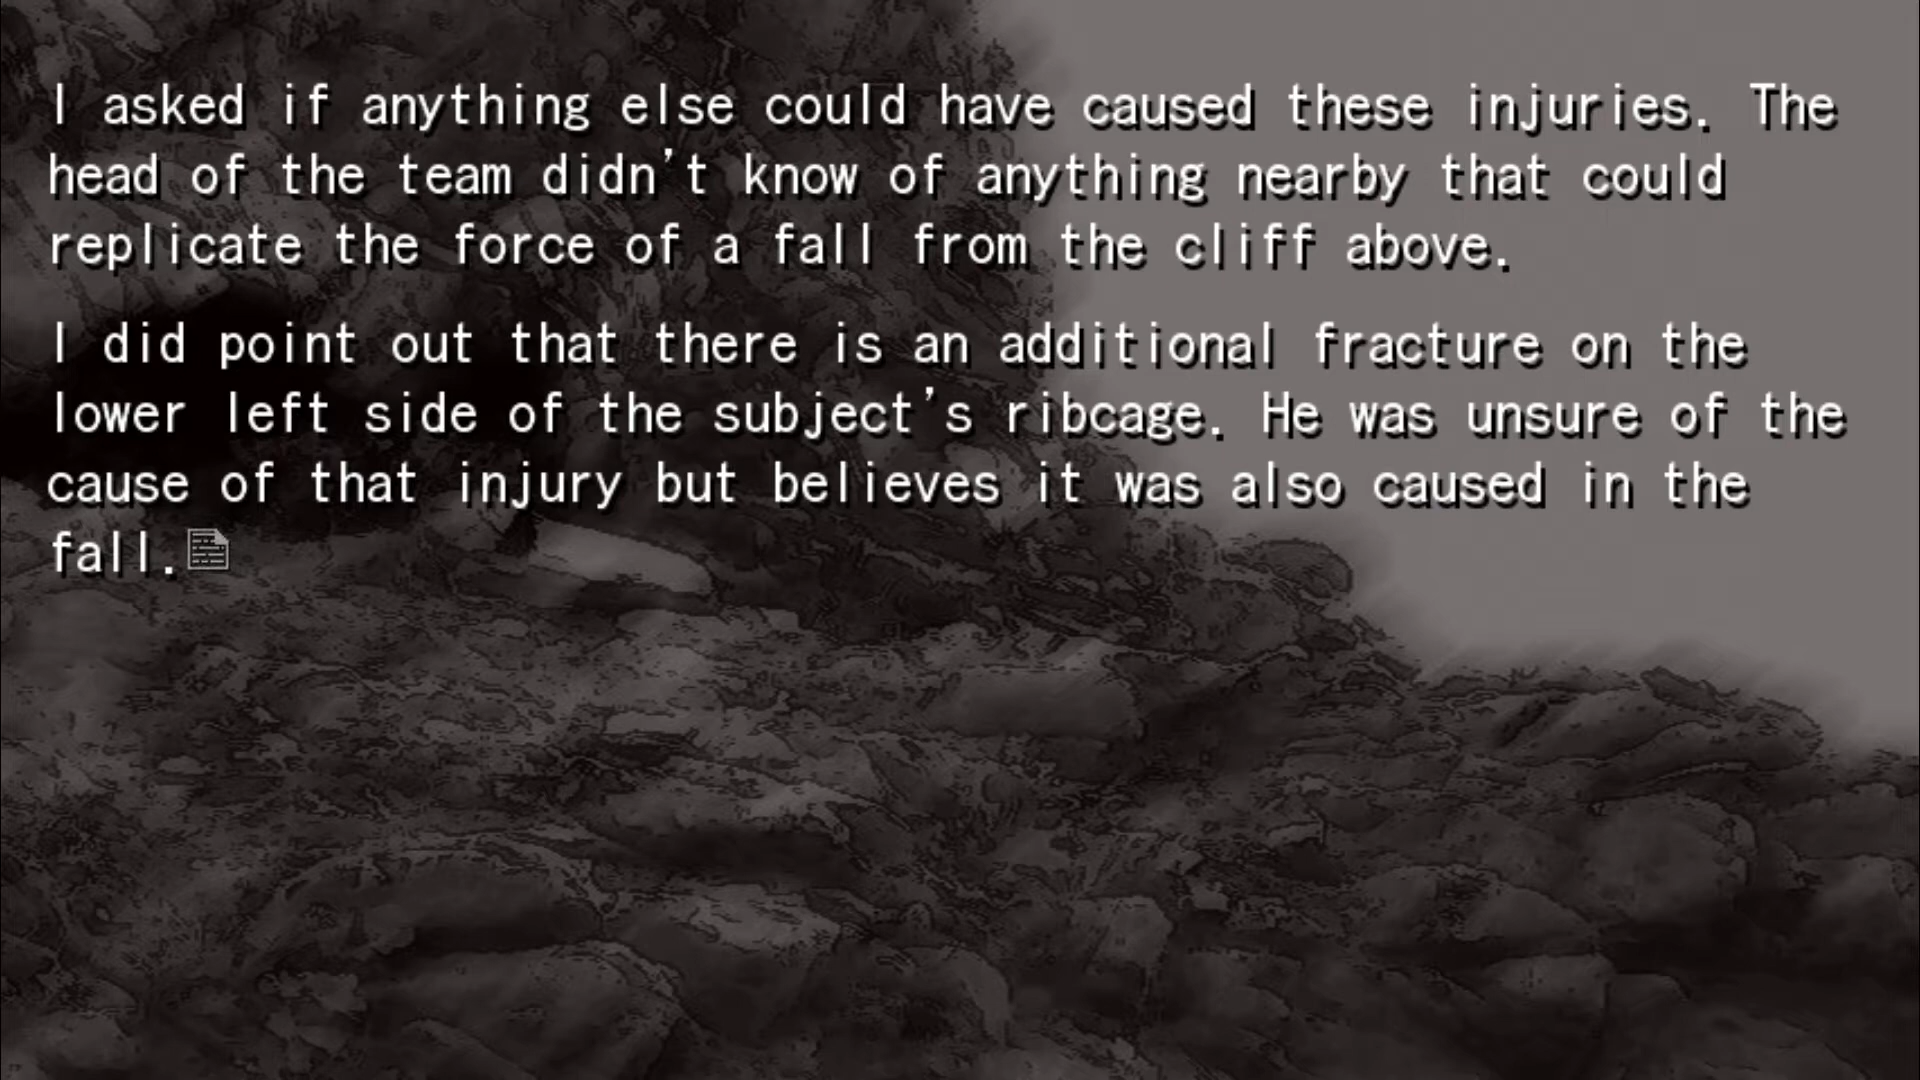 I asked if anything else could have caused these injuries. The
head of the team didn't know of anything nearby that could
replicate the force of a fall from the cliff above.
I did point out that there is an additional fracture on the
lower left side of the subject's ribcage. He was unsure of the
cause of that injury but believes it was also caused in the
fall.